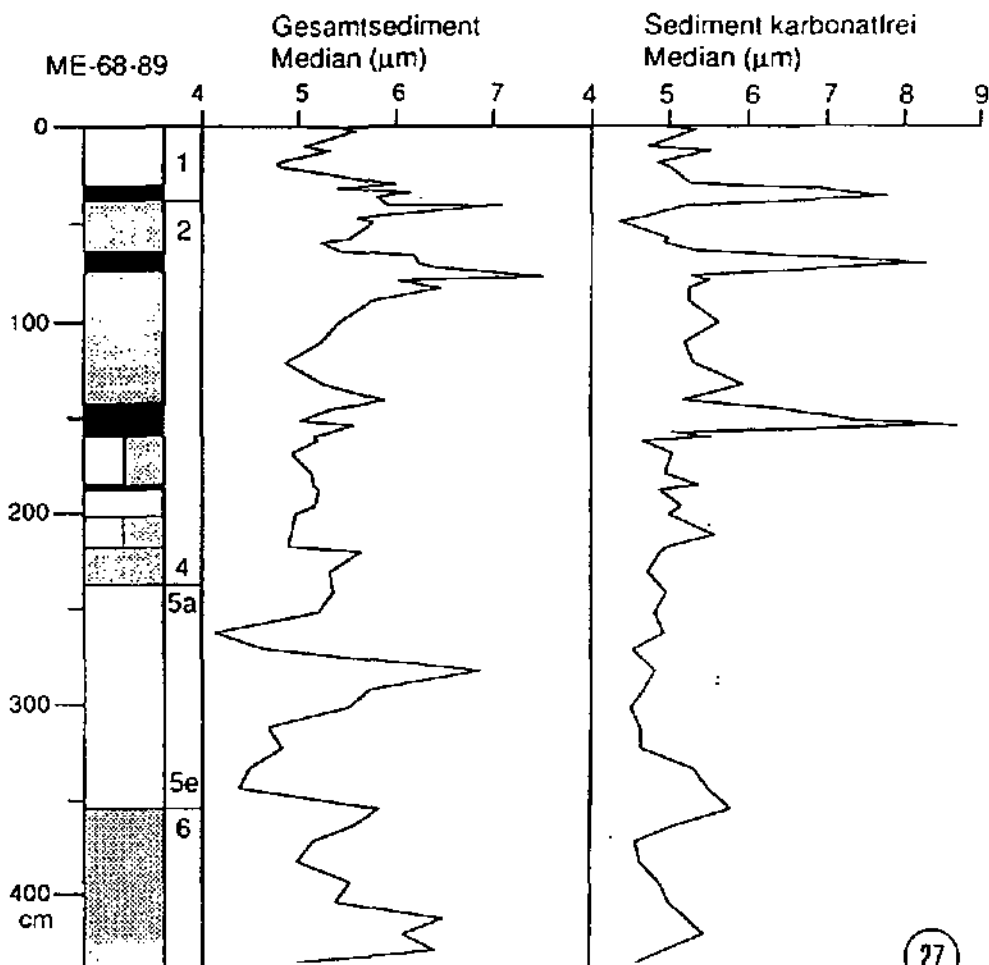 Gesamtsediment
Median (µm)
Sediment karbonatfrei
Median (µm)
ME-68-89
4 5 6 7 4 5 6 7 8 9
0
1
2
100
200
4
5a
300
5e
6
400
cm
27